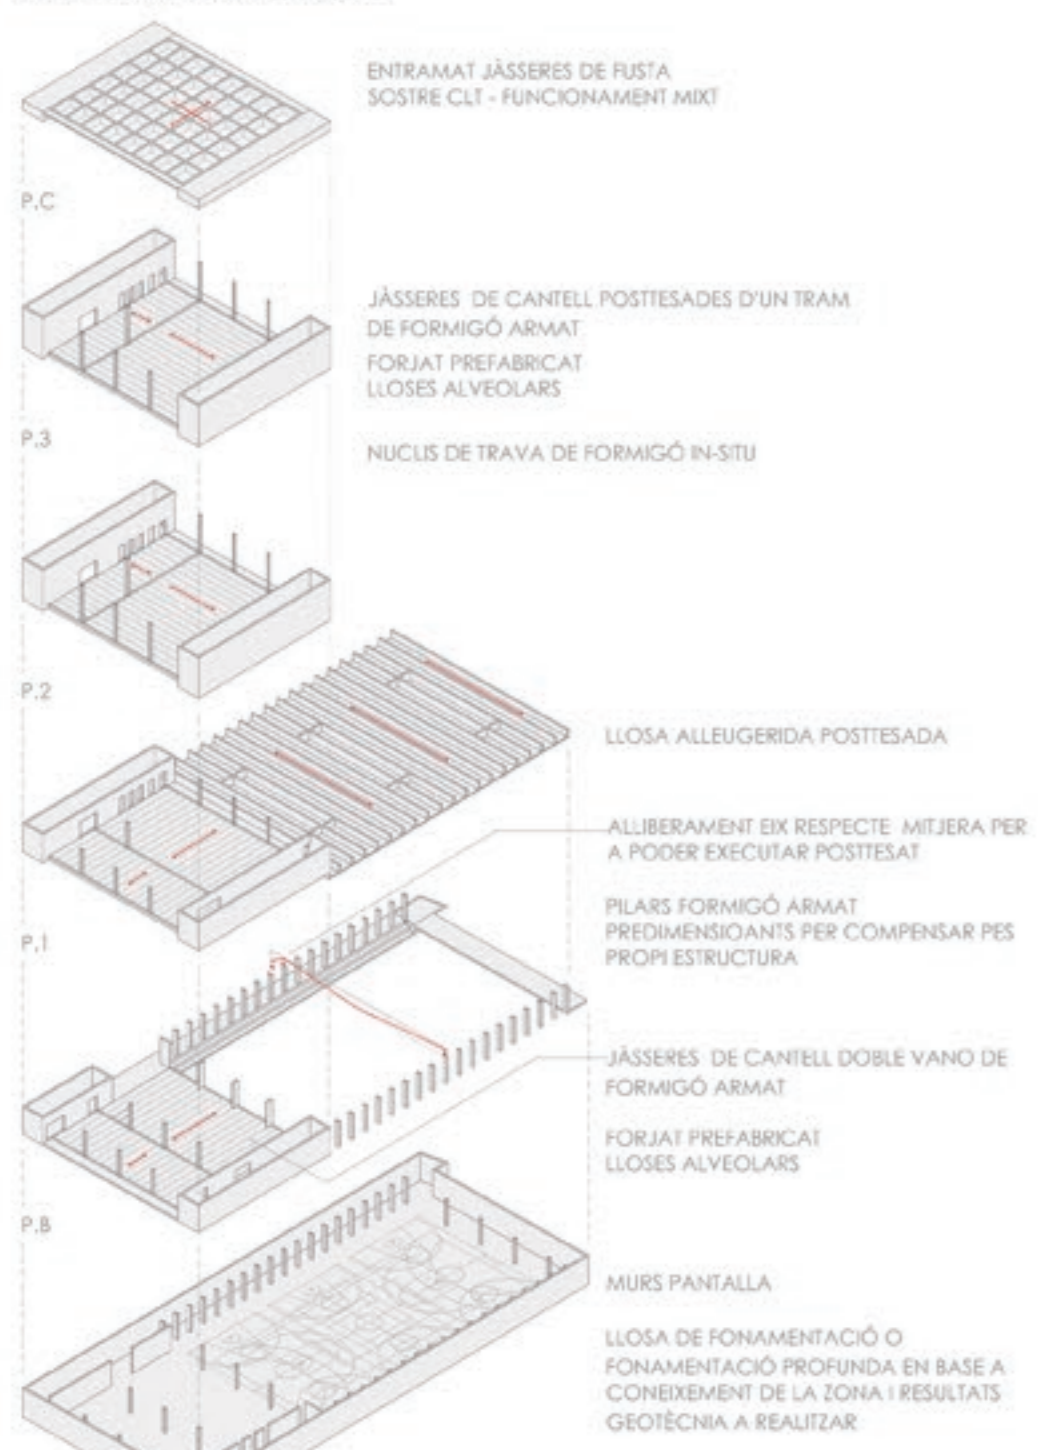 ENTRAMAT JÀSSERES DE FUSTA
SOSTRE CLT - FUNCIONAMENT MIXT
P.C
JÀSSERES DE CANTELL POSTTESADES D'UN TRAM
DE FORMIGÓ ARMAT
FORJAT PREFABRICAT
LLOSES ALVEOLARS
P.3
NUCLIS DE TRAVA DE FORMIGÓ IN-SITU
P.2
LLOSA ALLEUGERIDA POSTTESADA
ALLIBERAMENT EIX RESPECTE MITJERA PER
A PODER EXECUTAR POSTTESAT
PILARS FORMIGÓ ARMAT
PREDIMENSIOANTS PER COMPENSAR PES
PROPI ESTRUCTURA
P.1
JÀSSERES DE CANTELL DOBLE VANO DE
FORMIGÓ ARMAT
FORJAT PREFABRICAT
LLOSES ALVEOLARS
P.B
MURS PANTALLA
LLOSA DE FONAMENTACIÓ O
FONAMENTACIÓ PROFUNDA EN BASE A
CONEIXEMENT DE LA ZONA I RESULTATS
GEOTÈCNIA A REALITZAR